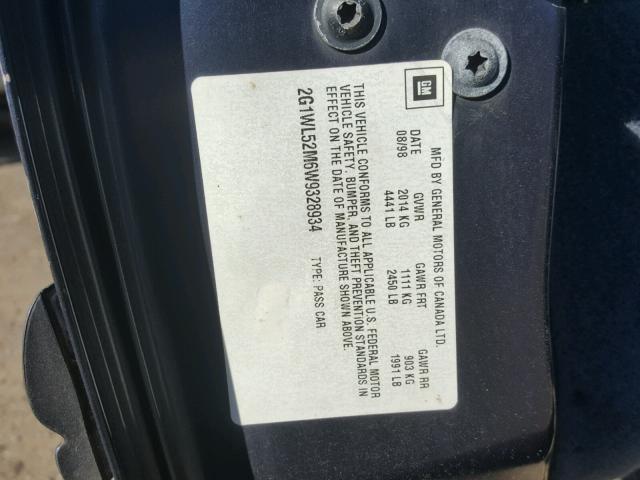 GM
MFD BY GENERAL MOTORS OF CANADA LTD.
DATE GVWR GAWR FRT GAWR RR
08/98 2014 KG 1111 KG 903 KG
4441 LB 2450 LB 1991 LB
THIS VEHICLE CONFORMS TO ALL APPLICABLE U.S. FEDERAL MOTOR
VEHICLE SAFETY, BUMPER, AND THEFT PREVENTION STANDARDS IN
EFFECT ON THE DATE OF MANUFACTURE SHOWN ABOVE.
2G1WL52M6W9328934 TYPE: PASS CAR